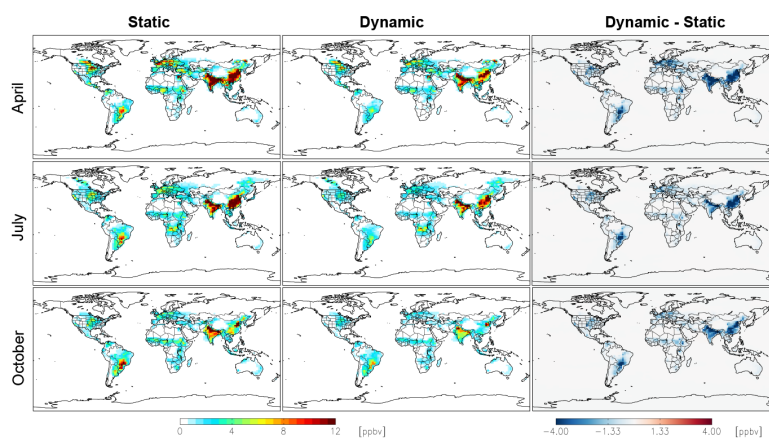 Static Dynamic Dynamic - Static
April
July
October
0 4 8 12 [ppbv]
-4.00 -1.33 1.33 4.00 [ppbv]